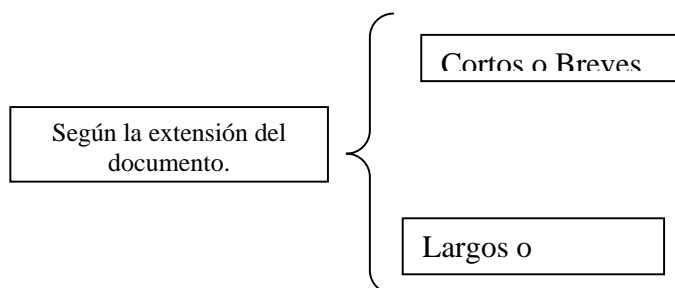 Cortos o Breves
Según la extensión del
documento.
Largos o